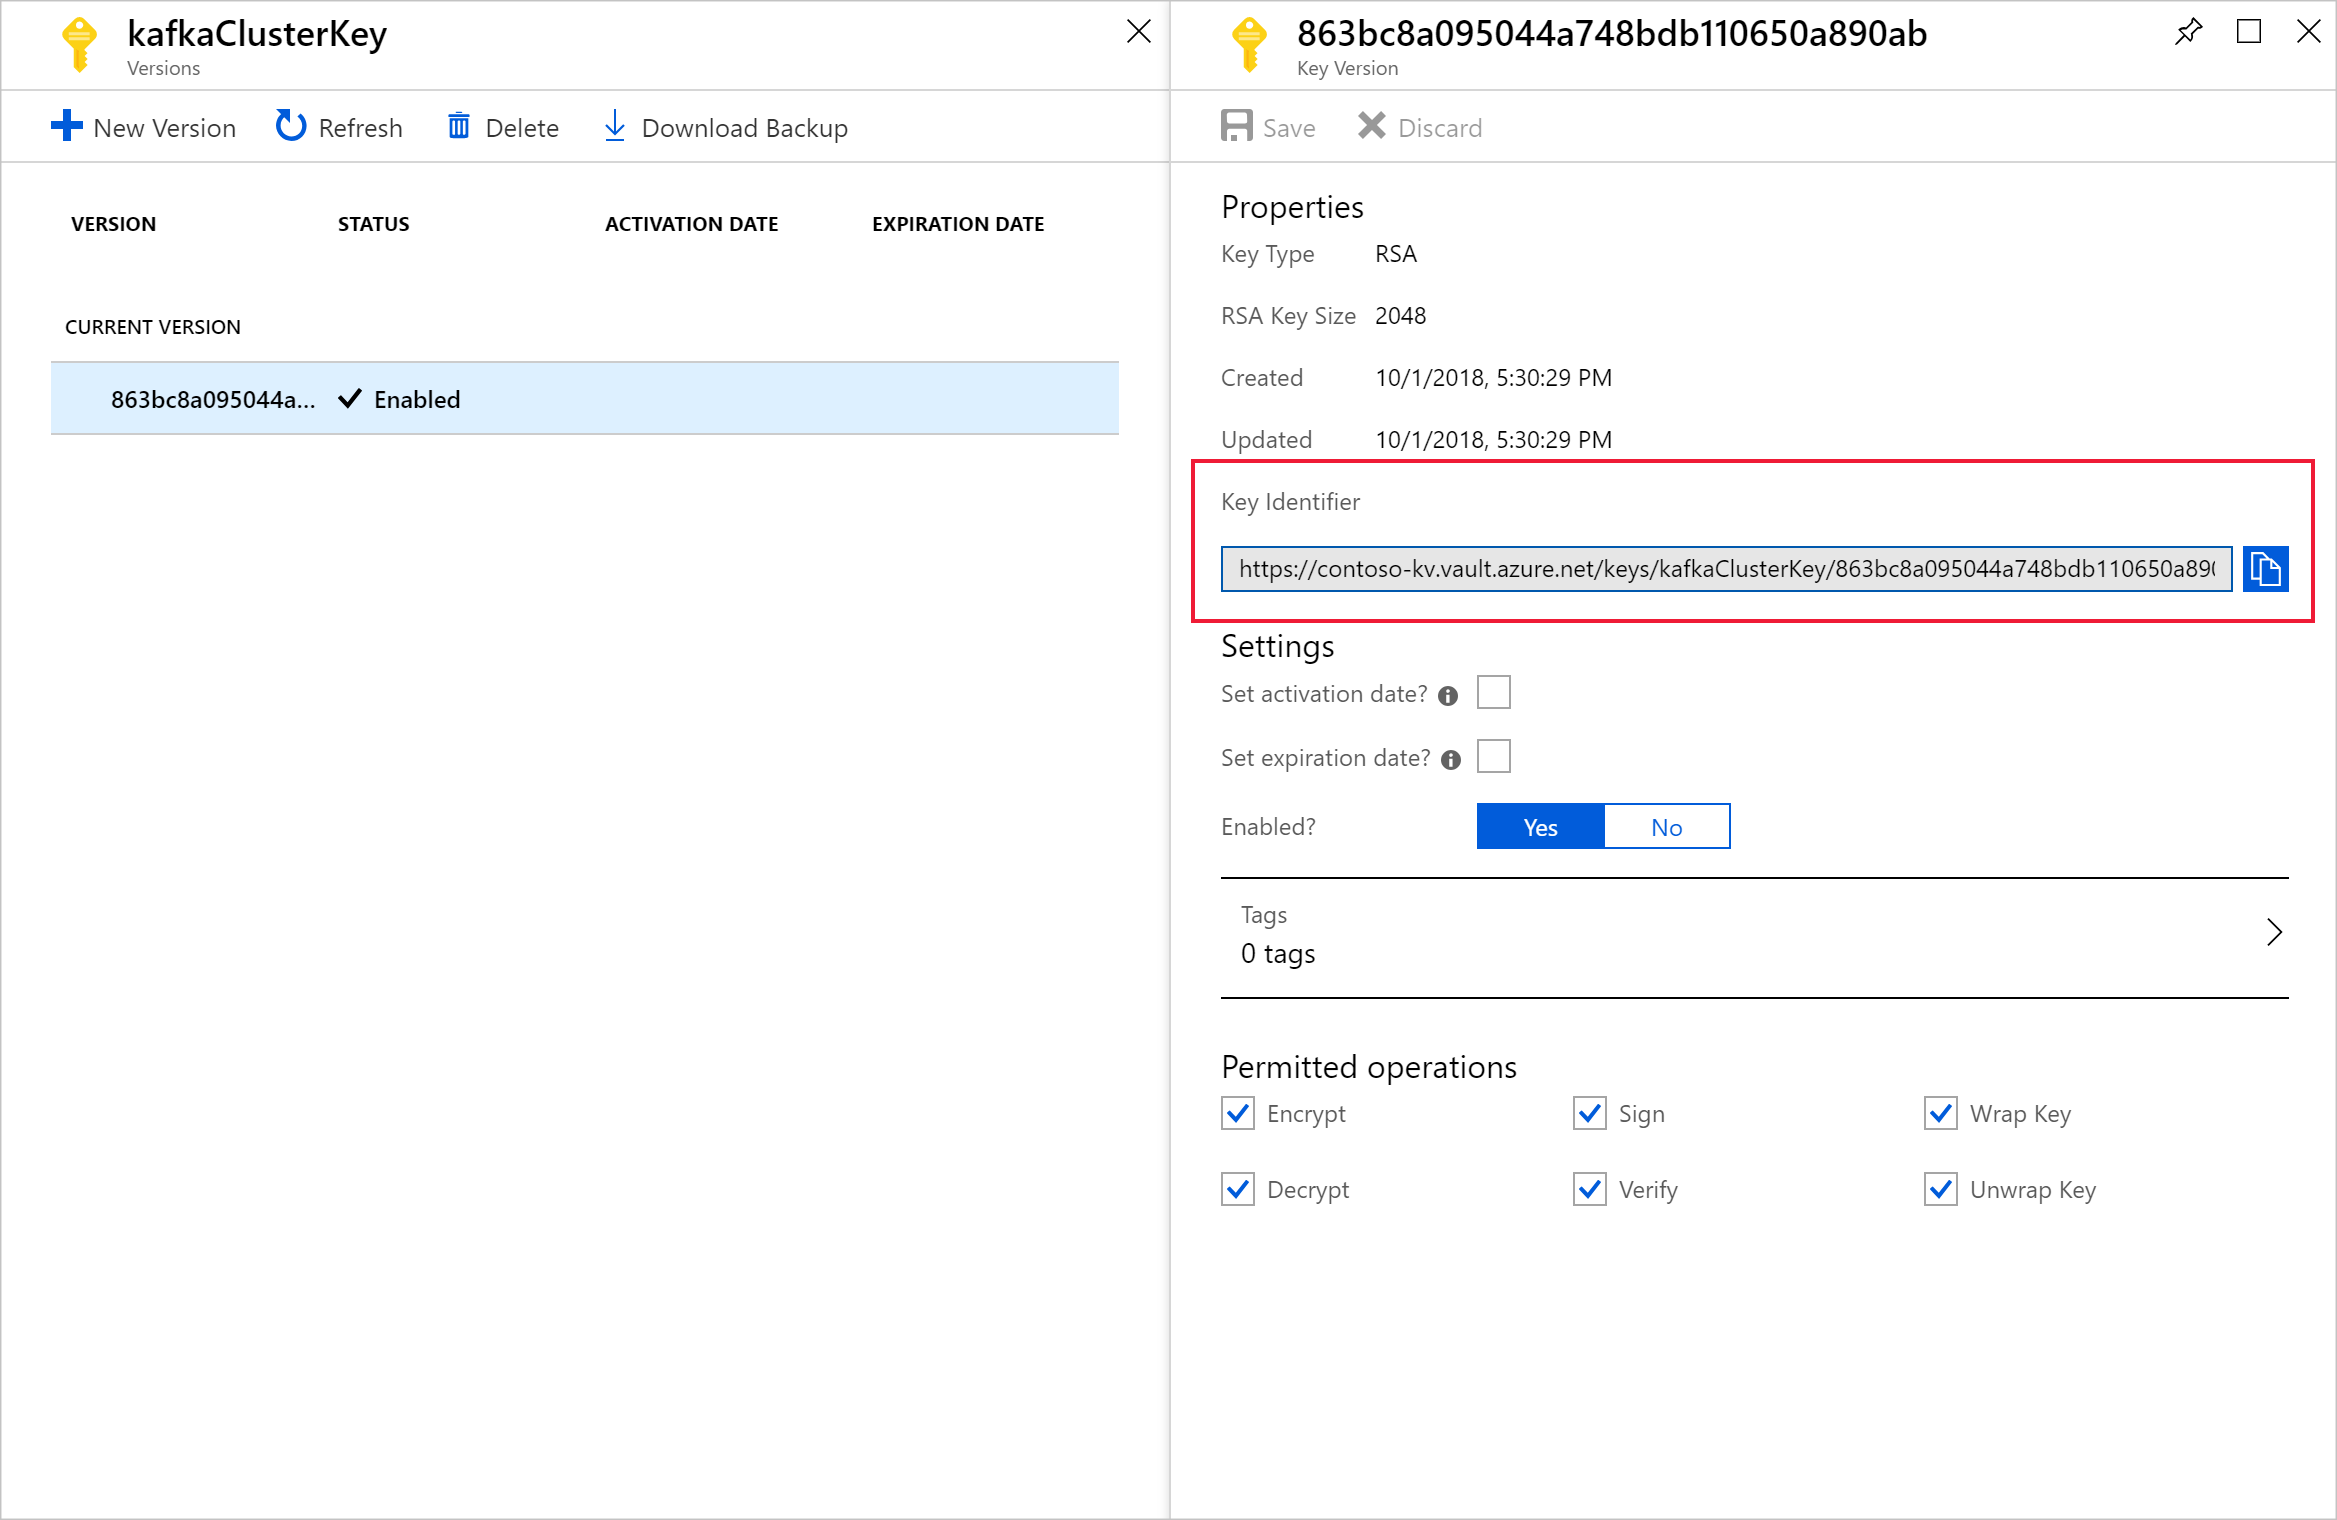 kafkaClusterKey
Versions
New Version Refresh Delete Download Backup
VERSION STATUS ACTIVATION DATE EXPIRATION DATE
CURRENT VERSION
863bc8a095044a... Enabled
863bc8a095044a748bdb110650a890ab
Key Version
Save Discard
Properties
Key Type RSA
RSA Key Size 2048
Created 10/1/2018, 5:30:29 PM
Updated 10/1/2018, 5:30:29 PM
Key Identifier
https://contoso-kv.vault.azure.net/keys/kafkaClusterKey/863bc8a095044a748bdb110650a890
Settings
Set activation date?
Set expiration date?
Enabled? Yes No
Tags
0 tags
Permitted operations
Encrypt Sign Wrap Key
Decrypt Verify Unwrap Key